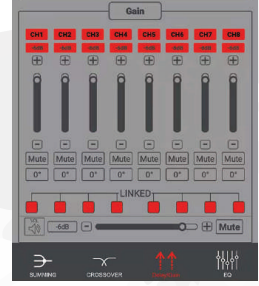 Gain
CH1 CH2 CH3 CH4 CH5 CH6 CH7 CH8
Mute Mute Mute Mute Mute Mute Mute Mute
0° 0° 0° 0° 0° 0° 0° 0°
LINKED
-6dB Mute
SUMMING CROSSOVER EQ